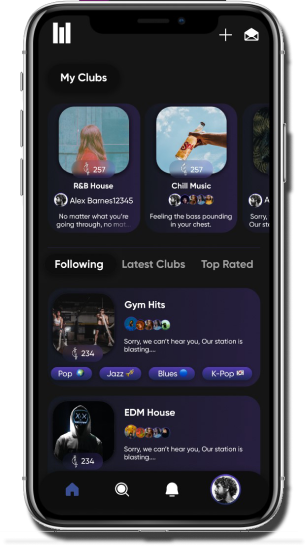 My Clubs
257
257
R&B House
Chill Music
Alex Barnes12345
A
No matter what you're
going through, no mat...
Feeling the bass pounding
in your chest.
Sorry,
Our st
Following Latest Clubs Top Rated
Gym Hits
Sorry, we can't hear you, Our station is
blasting....
234
Pop Jazz Blues K-Pop
EDM House
Sorry, we can't hear you, Our station is
blasting....
234